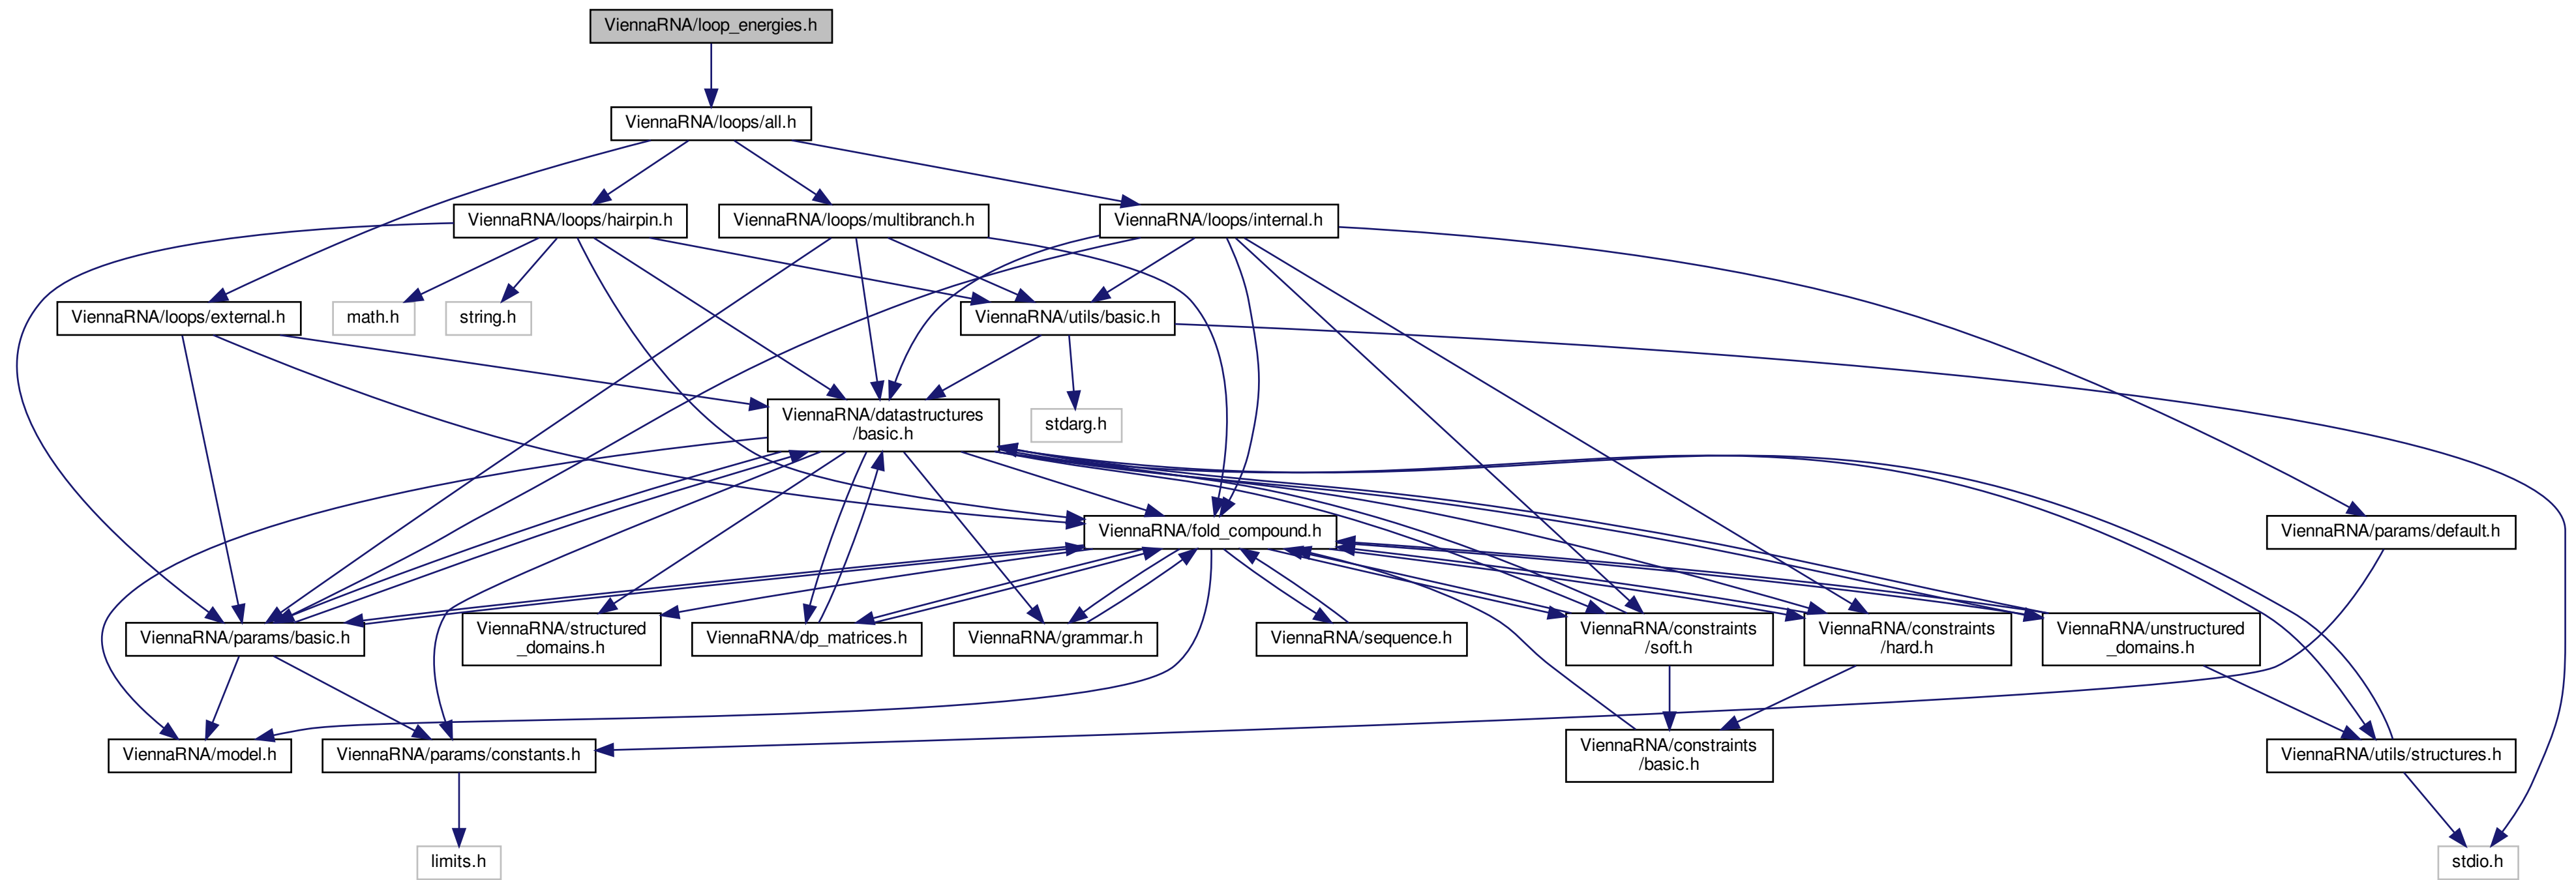 ViennaRNA/loop_energies.h
ViennaRNA/loops/all.h
ViennaRNA/loops/hairpin.h
ViennaRNA/loops/multibranch.h
ViennaRNA/loops/internal.h
ViennaRNA/loops/external.h
math.h
string.h
ViennaRNA/utils/basic.h
ViennaRNA/datastructures
/basic.h
stdarg.h
ViennaRNA/fold_compound.h
ViennaRNA/params/default.h
ViennaRNA/params/basic.h
ViennaRNA/structured
_domains.h
ViennaRNA/dp_matrices.h
ViennaRNA/grammar.h
ViennaRNA/sequence.h
ViennaRNA/constraints
/soft.h
ViennaRNA/constraints
/hard.h
ViennaRNA/unstructured
_domains.h
ViennaRNA/model.h
ViennaRNA/params/constants.h
ViennaRNA/constraints
/basic.h
ViennaRNA/utils/structures.h
limits.h
stdio.h